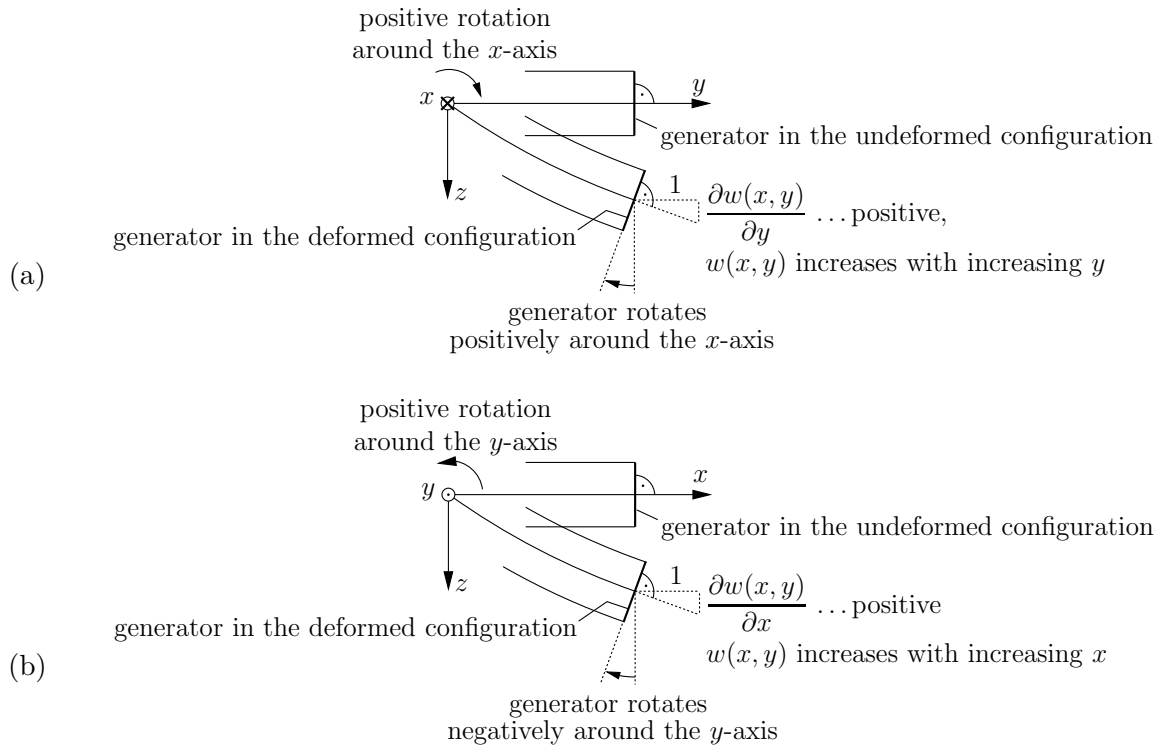 positive rotation
around the x-axis
x
y
generator in the undeformed configuration
z
1
∂w(x, y)
∂y
... positive,
generator in the deformed configuration
w(x, y) increases with increasing y
(a)
generator rotates
positively around the x-axis
positive rotation
around the y-axis
y
x
generator in the undeformed configuration
z
1
∂w(x, y)
∂x
... positive
generator in the deformed configuration
w(x, y) increases with increasing x
(b)
generator rotates
negatively around the y-axis